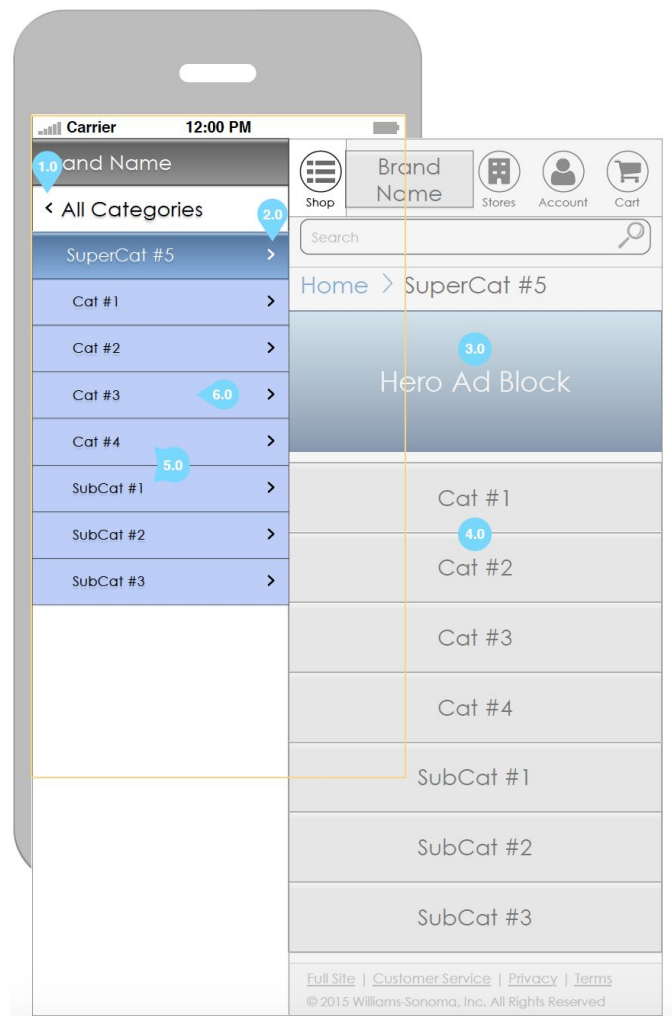 Carrier 12:00 PM
1.0 and Name
< All Categories
2.0
SuperCat #5 >
Cat #1 >
Cat #2 >
Cat #3 6.0 >
Cat #4 >
5.0
SubCat #1 >
SubCat #2 >
SubCat #3 >
Brand
Name
Shop Stores Account Cart
Search
Home > SuperCat #5
3.0
Hero Ad Block
Cat #1
4.0
Cat #2
Cat #3
Cat #4
SubCat #1
SubCat #2
SubCat #3
Full Site | Customer Service | Privacy | Terms
© 2015 Williams-Sonoma, Inc. All Rights Reserved